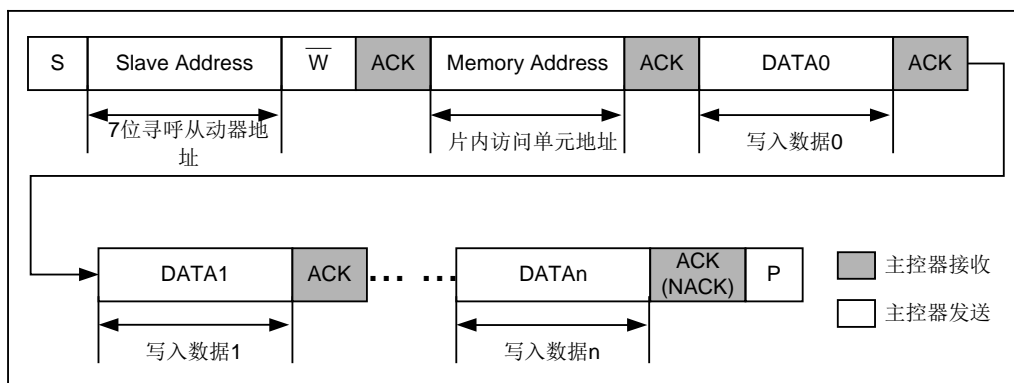 S Slave Address W ACK Memory Address ACK DATA0 ACK
7位寻呼从动器地
址
片内访问单元地址
写入数据0
DATA1 ACK ... ... DATAn ACK
(NACK) P
写入数据1
写入数据n
主控器接收
主控器发送